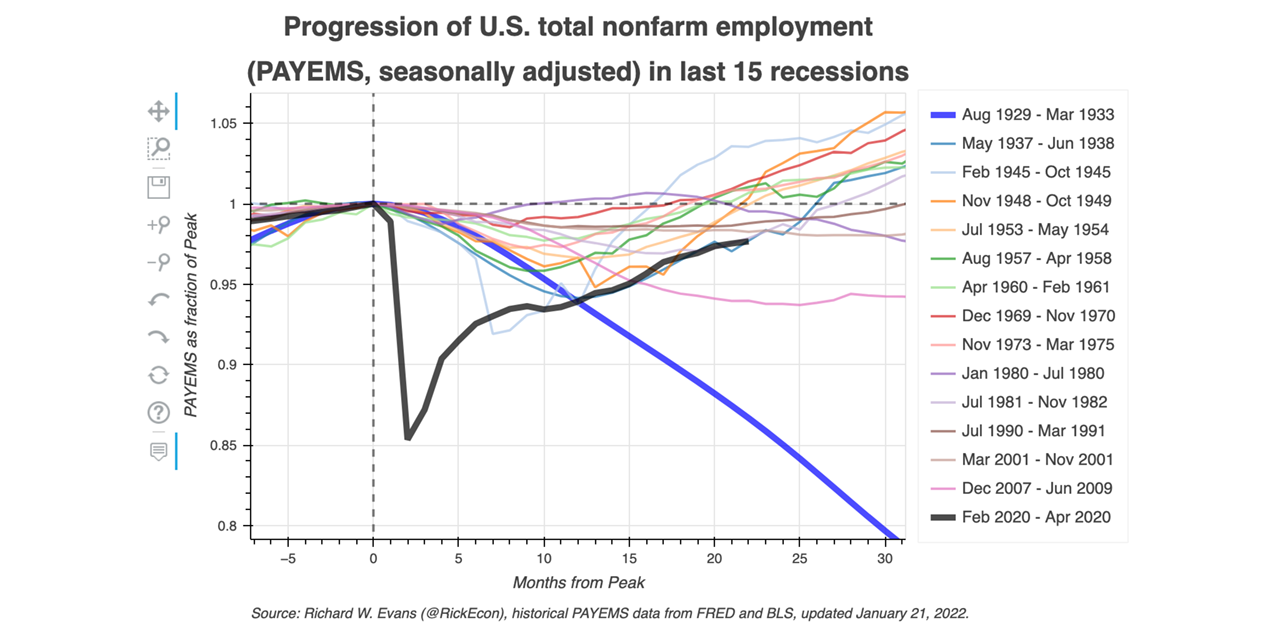 Progression of U.S. total nonfarm employment
(PAYEMS, seasonally adjusted) in last 15 recessions
PAYEMS as fraction of Peak
1.05
1
0.95
0.9
0.85
0.8
−5
0
5
10
15
20
25
30
Months from Peak
Aug 1929 - Mar 1933
May 1937 - Jun 1938
Feb 1945 - Oct 1945
Nov 1948 - Oct 1949
Jul 1953 - May 1954
Aug 1957 - Apr 1958
Apr 1960 - Feb 1961
Dec 1969 - Nov 1970
Nov 1973 - Mar 1975
Jan 1980 - Jul 1980
Jul 1981 - Nov 1982
Jul 1990 - Mar 1991
Mar 2001 - Nov 2001
Dec 2007 - Jun 2009
Feb 2020 - Apr 2020
Source: Richard W. Evans (@RickEcon), historical PAYEMS data from FRED and BLS, updated January 21, 2022.